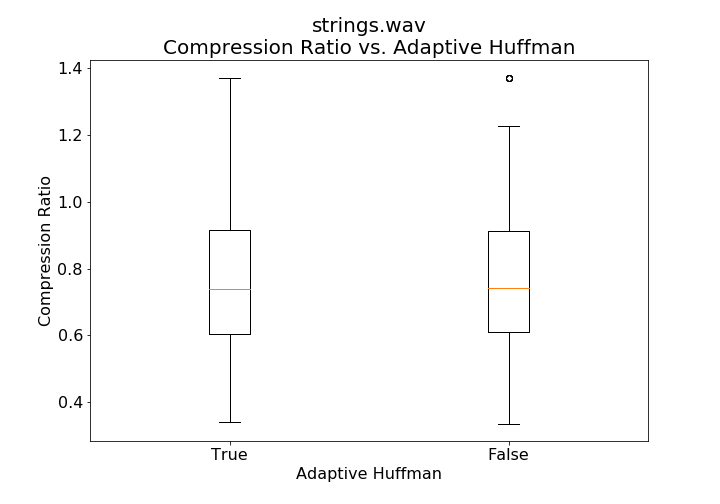 strings.wav
Compression Ratio vs. Adaptive Huffman
1.4
1.2
1.0
0.8
0.6
0.4
Compression Ratio
True
False
Adaptive Huffman